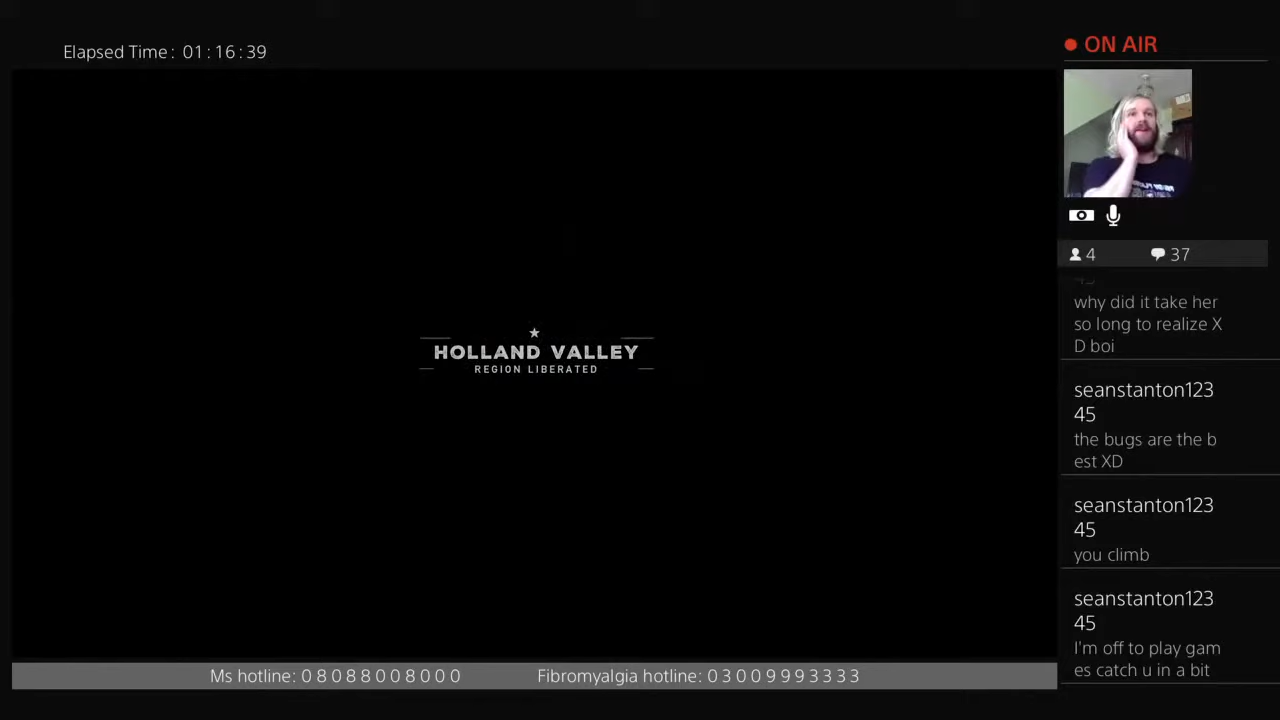 Elapsed Time: 01:16:39
ON AIR
4
37
why did it take her
so long to realize X
D boi
seanstanton123
45
the bugs are the b
est XD
seanstanton123
45
you climb
seanstanton123
45
I'm off to play gam
es catch u in a bit
HOLLAND VALLEY
REGION LIBERATED
Ms hotline: 0 8 0 8 8 0 0 8 0 0 0
Fibromyalgia hotline: 0 3 0 0 9 9 9 3 3 3 3